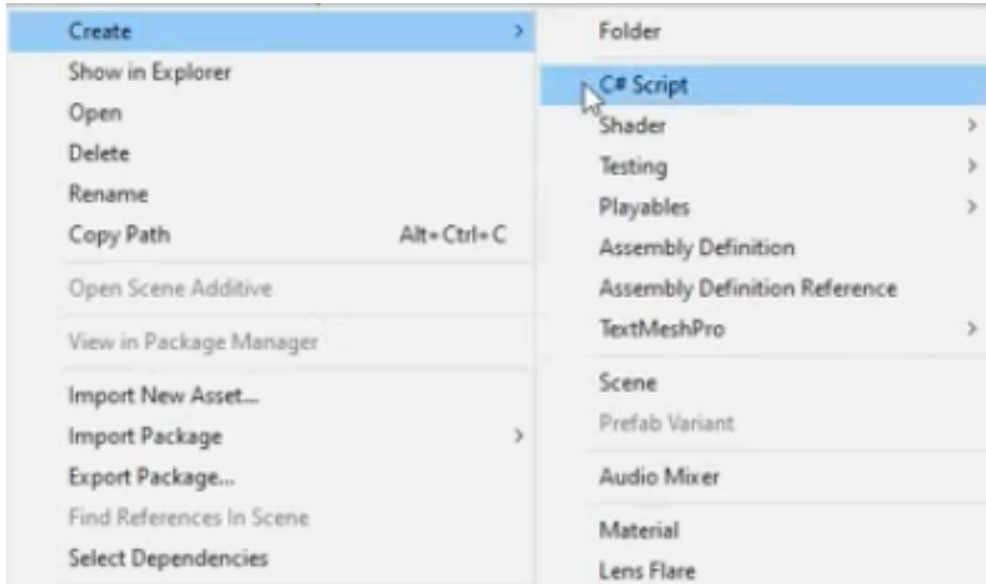 Create
Show in Explorer
Open
Delete
Rename
Copy Path Alt+Ctrl+C
Open Scene Additive
View in Package Manager
Import New Asset...
Import Package
Export Package...
Find References In Scene
Select Dependencies
Folder
C# Script
Shader
Testing
Playables
Assembly Definition
Assembly Definition Reference
TextMeshPro
Scene
Prefab Variant
Audio Mixer
Material
Lens Flare